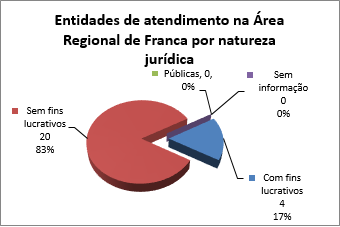 Entidades de atendimento na Área
Regional de Franca por natureza
jurídica
Públicas, 0,
0%
Sem
informação
0
0%
Sem fins
lucrativos
20
83%
Com fins
lucrativos
4
17%